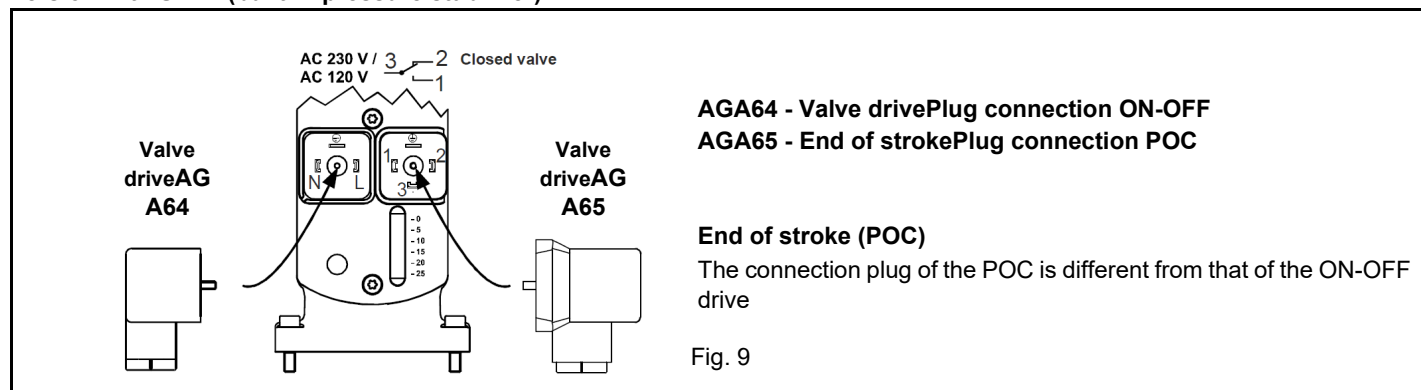 AC 230 V /
AC 120 V
3
2
1
Closed valve
Valve
driveAG
A64
N
L
1
2
3
Valve
driveAG
A65
-0
-5
-10
-15
-20
-25
AGA64 - Valve drivePlug connection ON-OFF
AGA65 - End of strokePlug connection POC
End of stroke (POC)
The connection plug of the POC is different from that of the ON-OFF
drive
Fig. 9